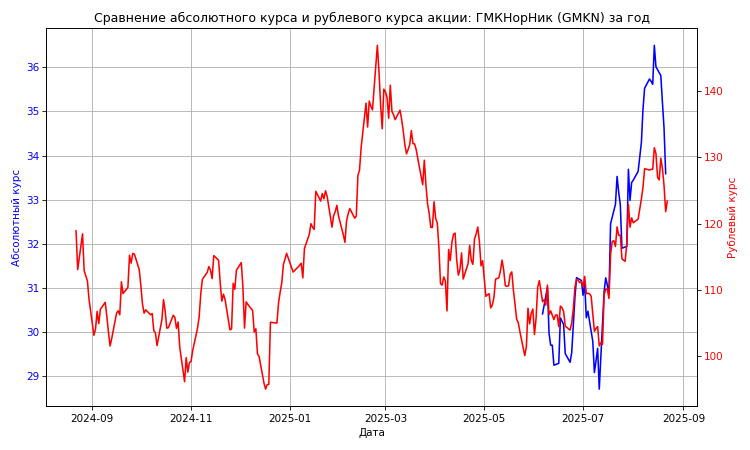 Сравнение абсолютного курса и рублевого курса акции: ГМКНорНик (GMKN) за год
36
35
34
33
32
31
30
29
Абсолютный курс
140
130
120
110
100
Рублевый курс
2024-09 2024-11 2025-01 2025-03 2025-05 2025-07 2025-09
Дата